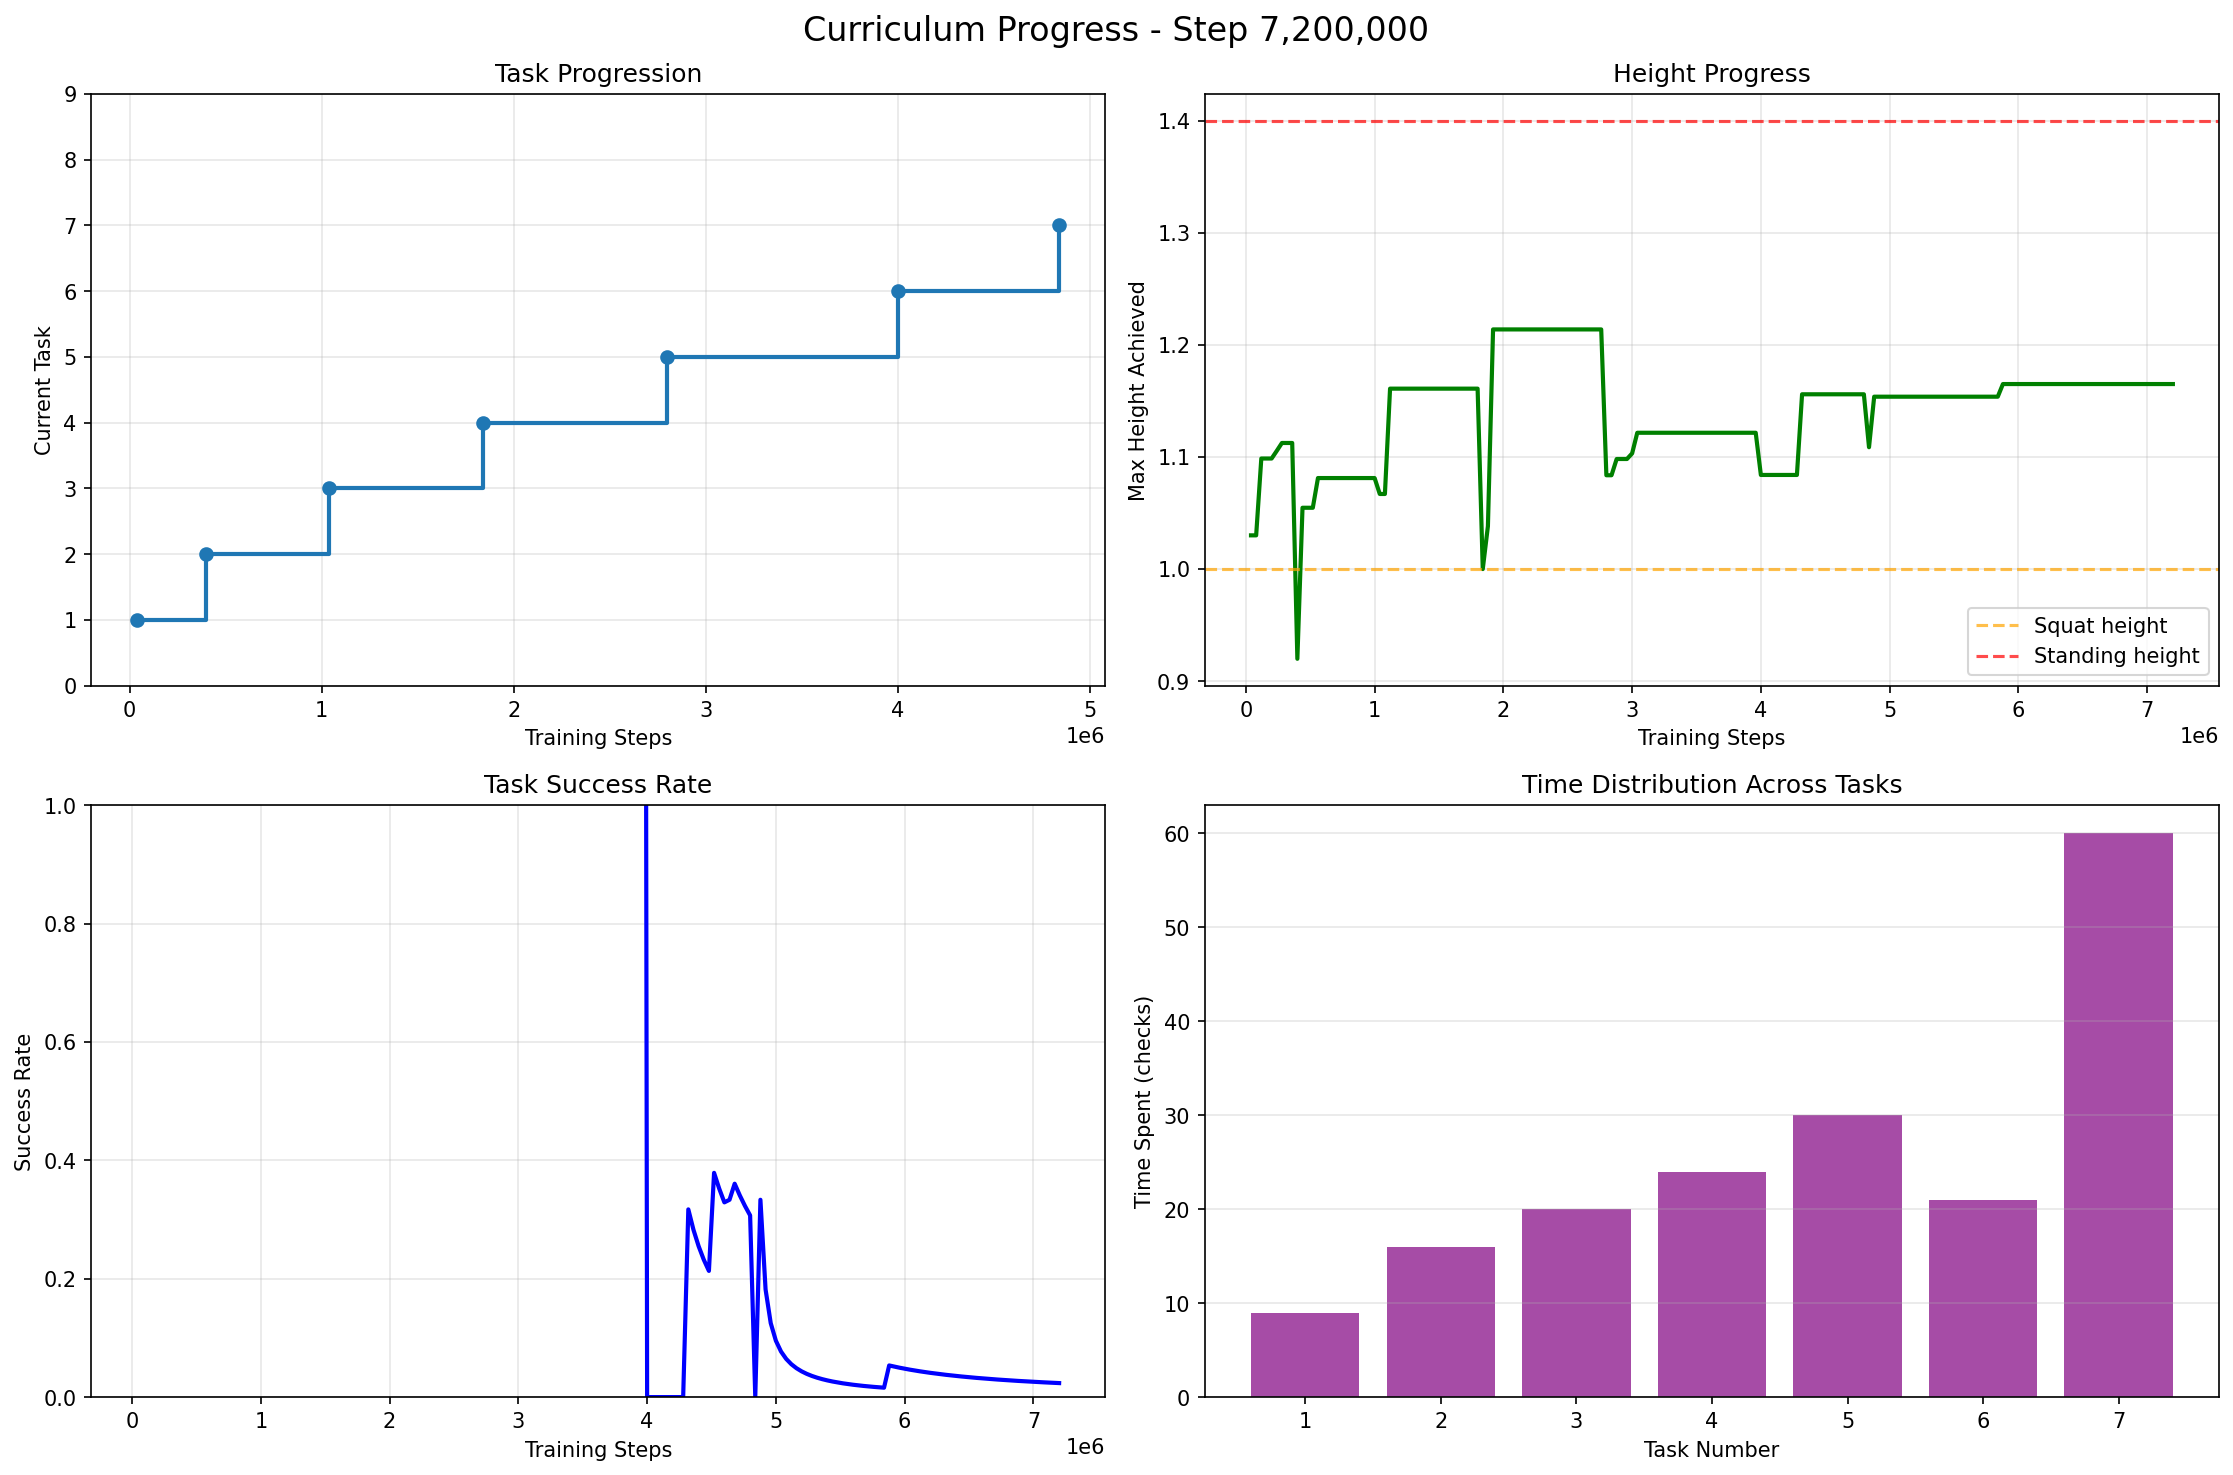 Curriculum Progress - Step 7,200,000
Task Progression
Current Task
9
8
7
6
5
4
3
2
1
0
0 1 2 3 4 5
1e6
Training Steps
Height Progress
Max Height Achieved
1.4
1.3
1.2
1.1
1.0
0.9
Squat height
Standing height
0 1 2 3 4 5 6 7
1e6
Training Steps
Task Success Rate
Success Rate
1.0
0.8
0.6
0.4
0.2
0.0
0 1 2 3 4 5 6 7
1e6
Training Steps
Time Distribution Across Tasks
Time Spent (checks)
60
50
40
30
20
10
0
1 2 3 4 5 6 7
Task Number